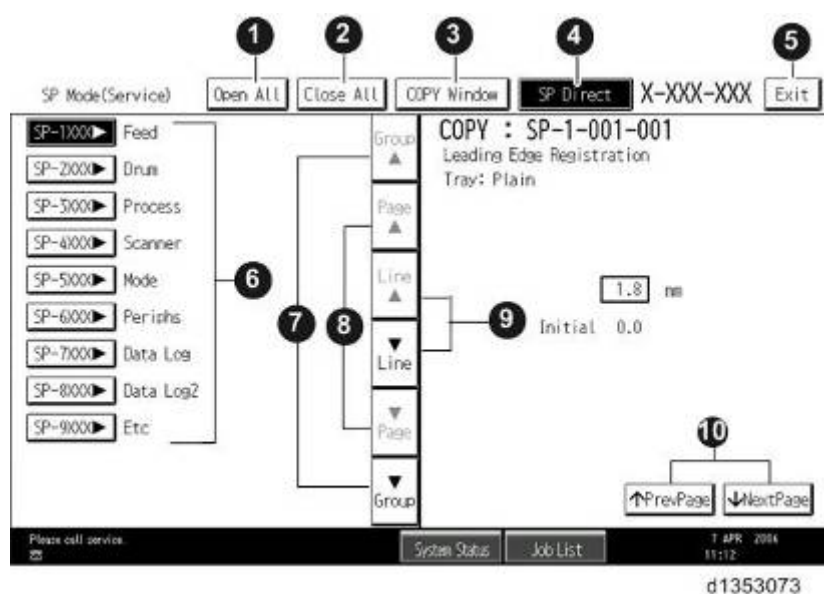 1 2 3 4 5
SP Mode(Service) Open All Close All COPY Window SP Direct X-XXX-XXX Exit
SP-1XXX▶ Feed
SP-2XXX▶ Drum
SP-3XXX▶ Process
SP-4XXX▶ Scanner
SP-5XXX▶ Mode
SP-6XXX▶ Periphs
SP-7XXX▶ Data Log
SP-8XXX▶ Data Log2
SP-9XXX▶ Etc
6
7
8
Group
▲
Page
▲
Line
▲
▼
Line
▼
Page
▼
Group
9
COPY : SP-1-001-001
Leading Edge Registration
Tray: Plain
1.8 mm
Initial 0.0
10
↑PrevPage ↓NextPage
Please call service.
System Status Job List
7 APR 2006
11:12
d1353073